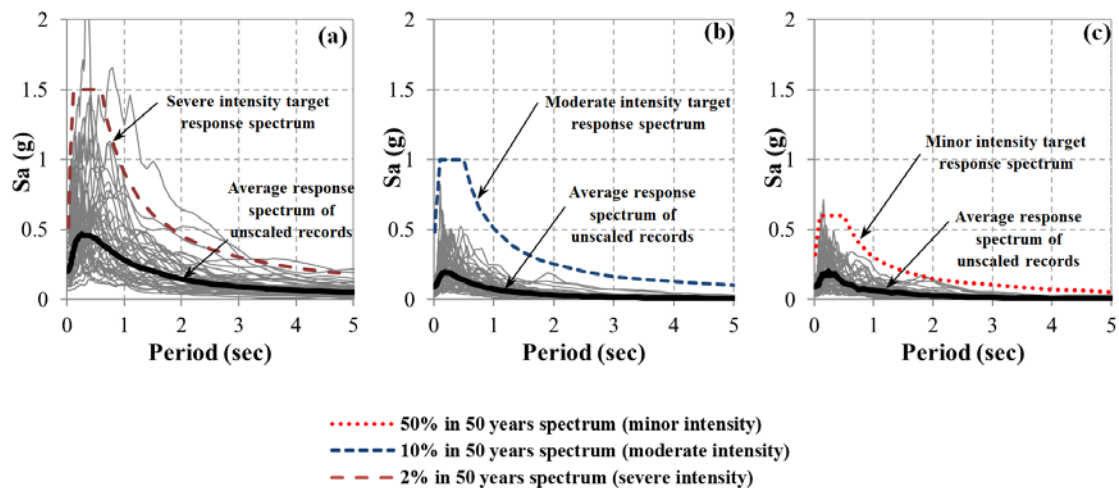 (a)
2
1.5
1
0.5
0
Sa (g)
Severe intensity target
response spectrum
Average response
spectrum of
unscaled records
0 1 2 3 4 5
Period (sec)
(b)
2
1.5
1
0.5
0
Sa (g)
Moderate intensity target
response spectrum
Average response
spectrum of
unscaled records
0 1 2 3 4 5
Period (sec)
(c)
2
1.5
1
0.5
0
Sa (g)
Minor intensity target
response spectrum
Average response
spectrum of
unscaled records
0 1 2 3 4 5
Period (sec)
50% in 50 years spectrum (minor intensity)
10% in 50 years spectrum (moderate intensity)
2% in 50 years spectrum (severe intensity)